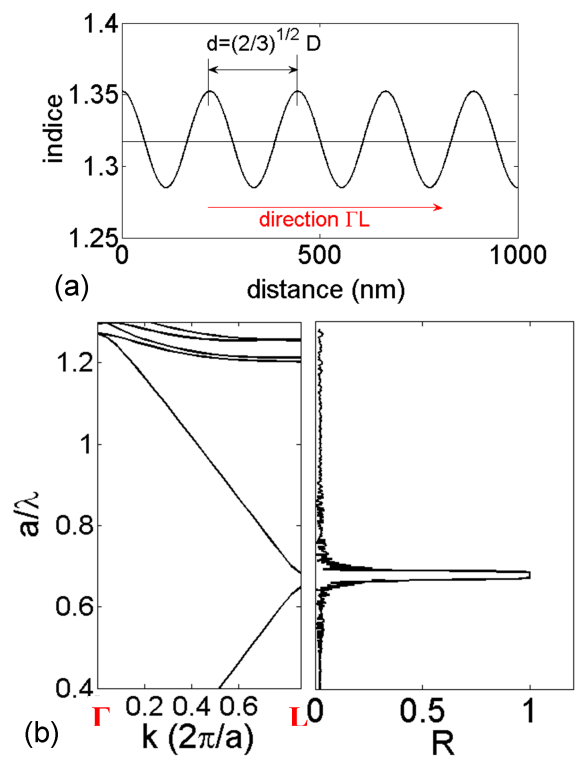 1.4
d=(2/3)1/2 D
1.35
indice
1.3
direction ΓL
1.25
0
500
1000
(a)
distance (nm)
1.2
1
a/λ
0.8
0.6
0.4
0.2 0.4 0.6
Γ
L
k (2π/a)
(b)
0
0.5
1
R